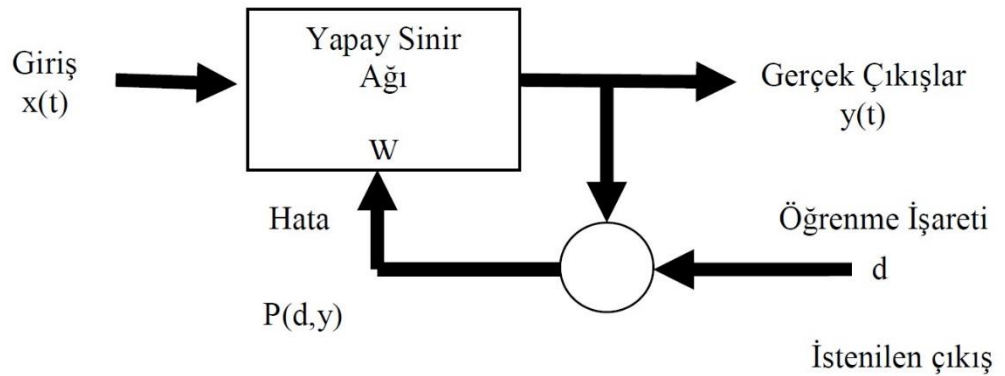 Giriş
x(t)
Yapay Sinir
Ağı
W
Gerçek Çıkışlar
y(t)
Hata
P(d,y)
Öğrenme İşareti
d
İstenilen çıkış